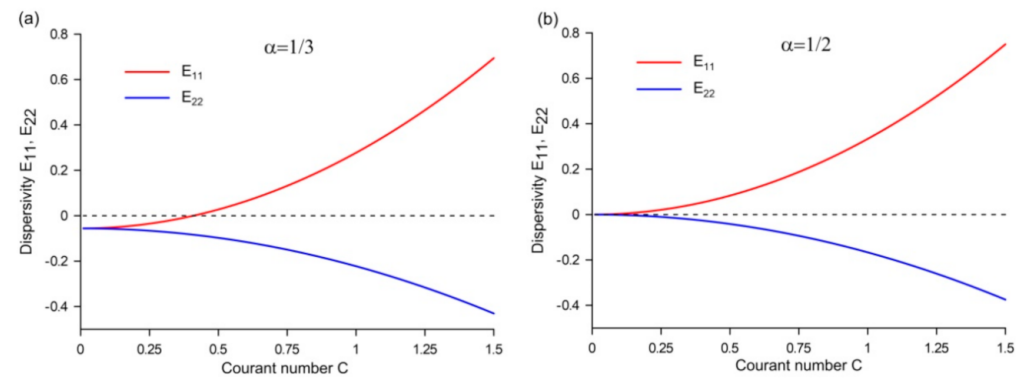 (a)
α=1/3
E11
E22
Dispersivity E11, E22
0.8
0.6
0.4
0.2
0
-0.2
-0.4
0 0.25 0.5 0.75 1 1.25 1.5
Courant number C
(b)
α=1/2
E11
E22
Dispersivity E11, E22
0.8
0.6
0.4
0.2
0
-0.2
-0.4
0 0.25 0.5 0.75 1 1.25 1.5
Courant number C